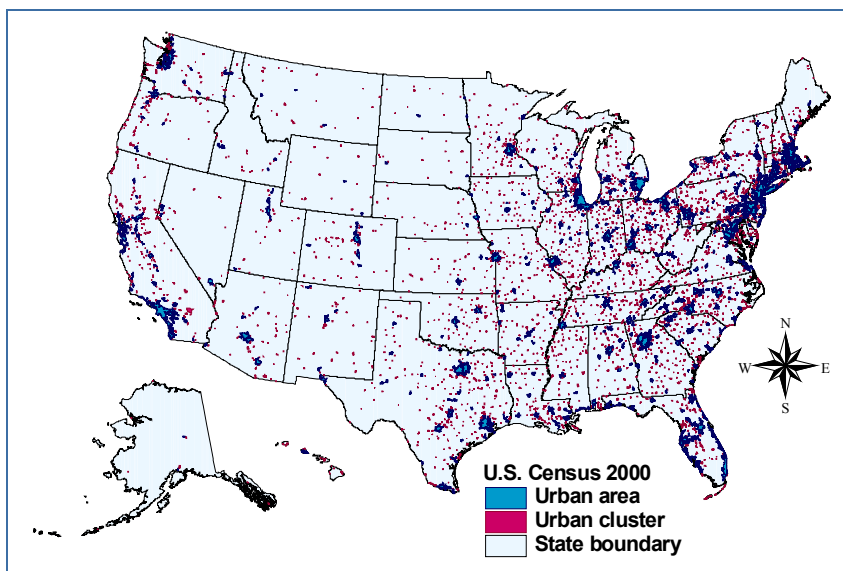 N
W E
S
U.S. Census 2000
Urban area
Urban cluster
State boundary